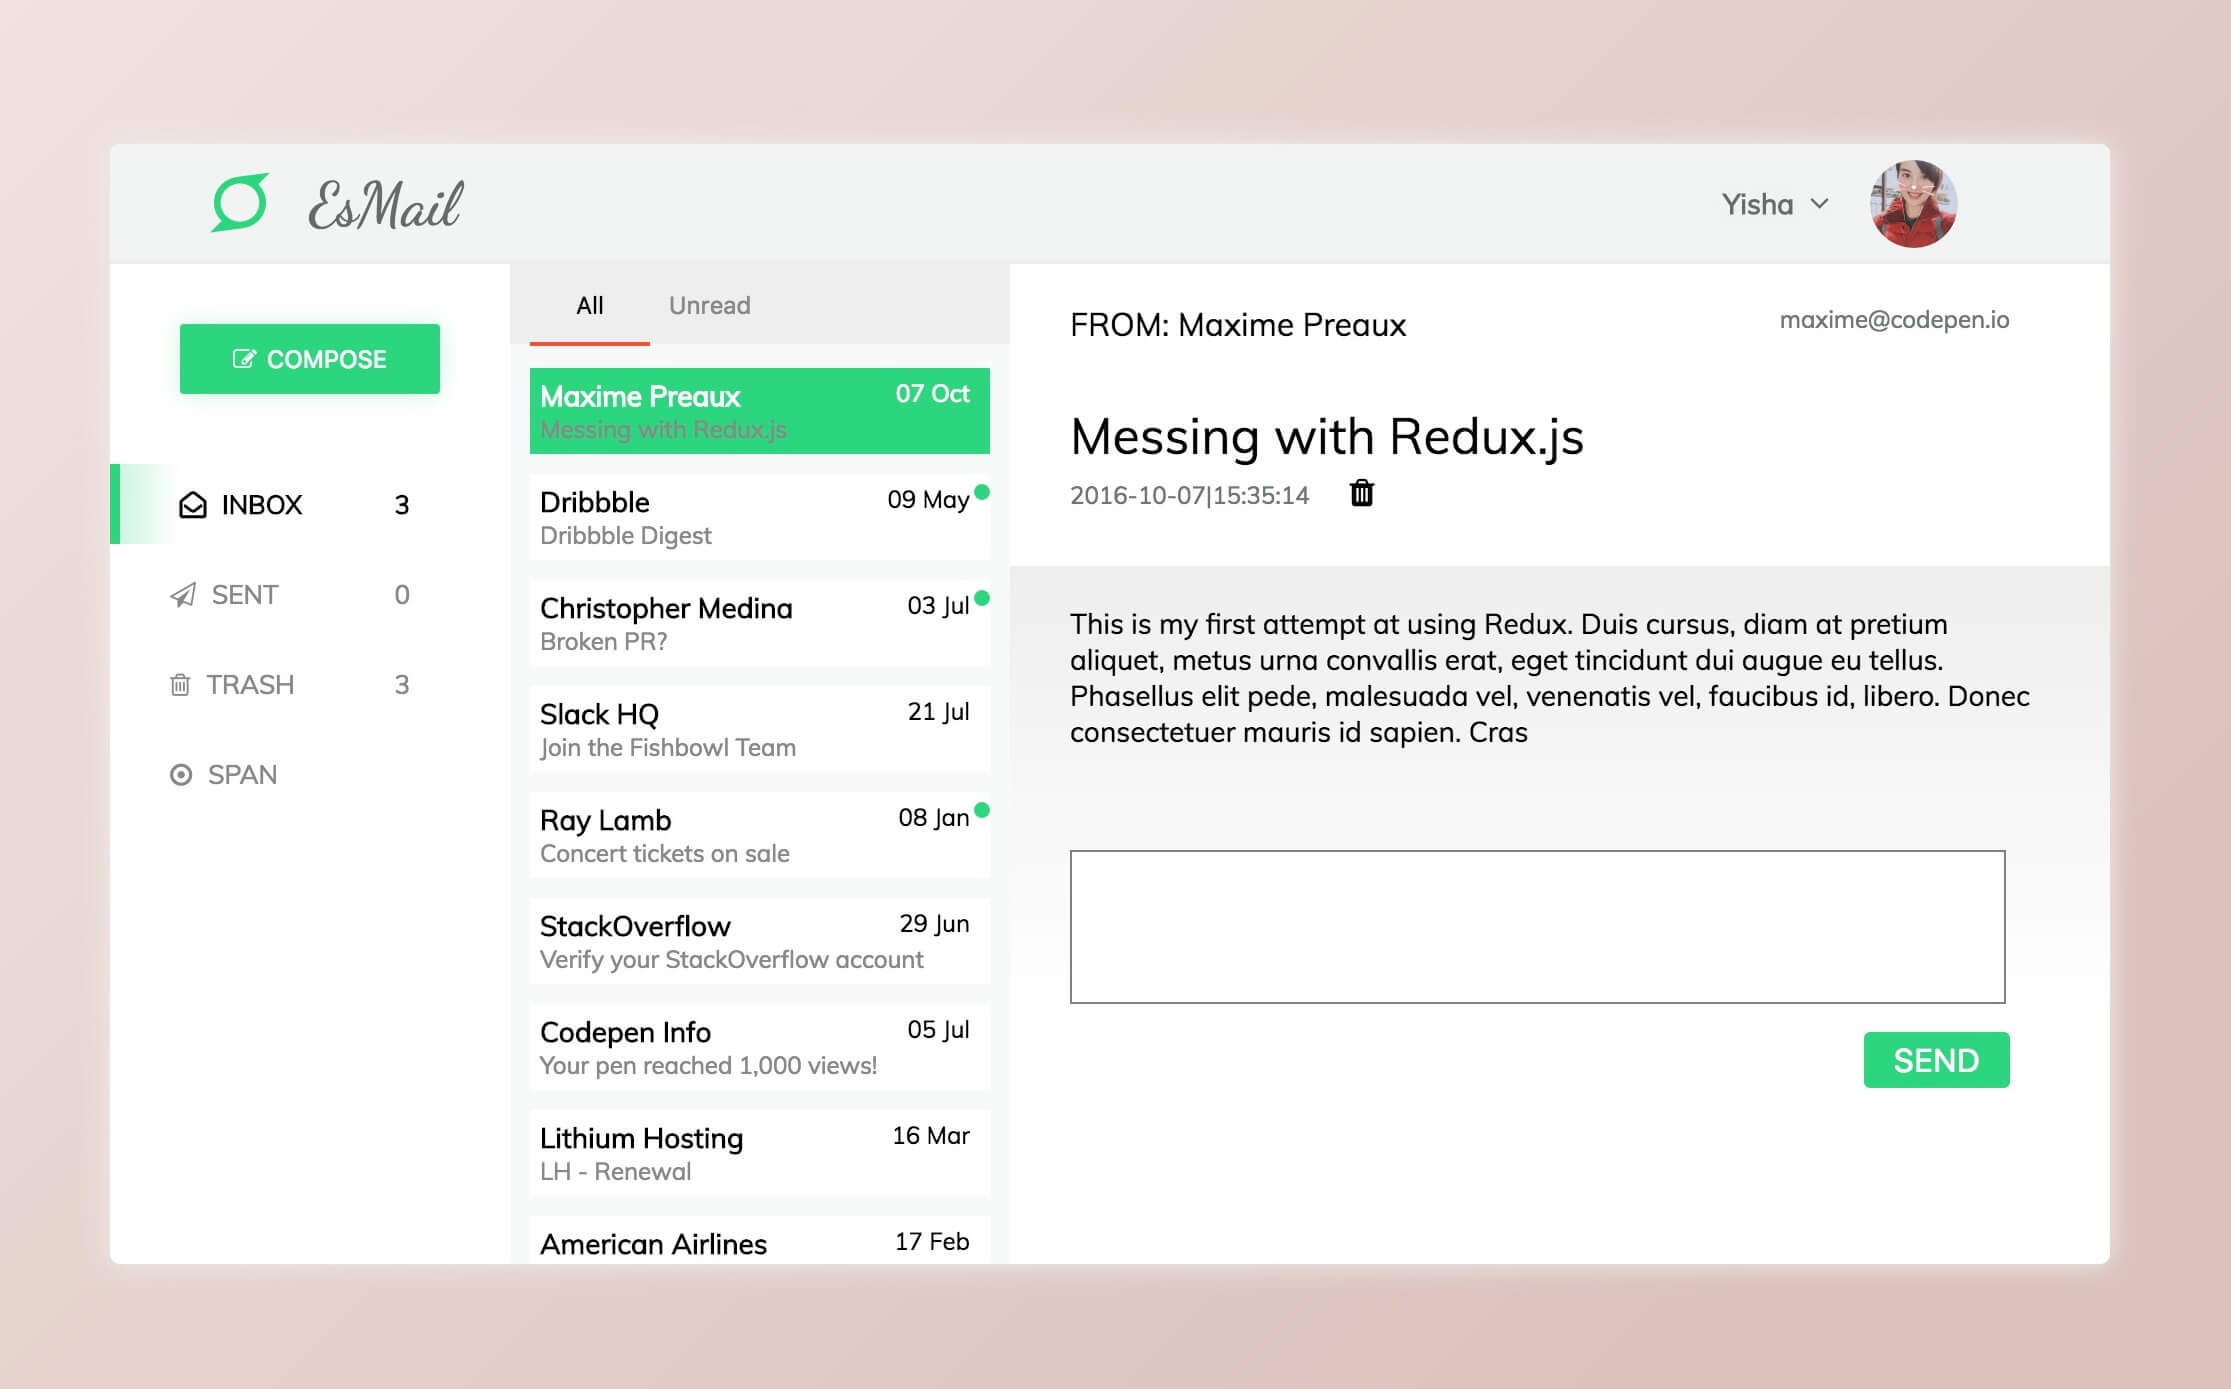 EsMail
Yisha
COMPOSE
INBOX 3
SENT 0
TRASH 3
SPAN
All Unread
Maxime Preaux 07 Oct
Messing with Redux.js
Dribbble 09 May
Dribbble Digest
Christopher Medina 03 Jul
Broken PR?
Slack HQ 21 Jul
Join the Fishbowl Team
Ray Lamb 08 Jan
Concert tickets on sale
StackOverflow 29 Jun
Verify your StackOverflow account
Codepen Info 05 Jul
Your pen reached 1,000 views!
Lithium Hosting 16 Mar
LH - Renewal
American Airlines 17 Feb
FROM: Maxime Preaux maxime@codepen.io
Messing with Redux.js
2016-10-07|15:35:14
This is my first attempt at using Redux. Duis cursus, diam at pretium
aliquet, metus urna convallis erat, eget tincidunt dui augue eu tellus.
Phasellus elit pede, malesuada vel, venenatis vel, faucibus id, libero. Donec
consectetuer mauris id sapien. Cras
SEND